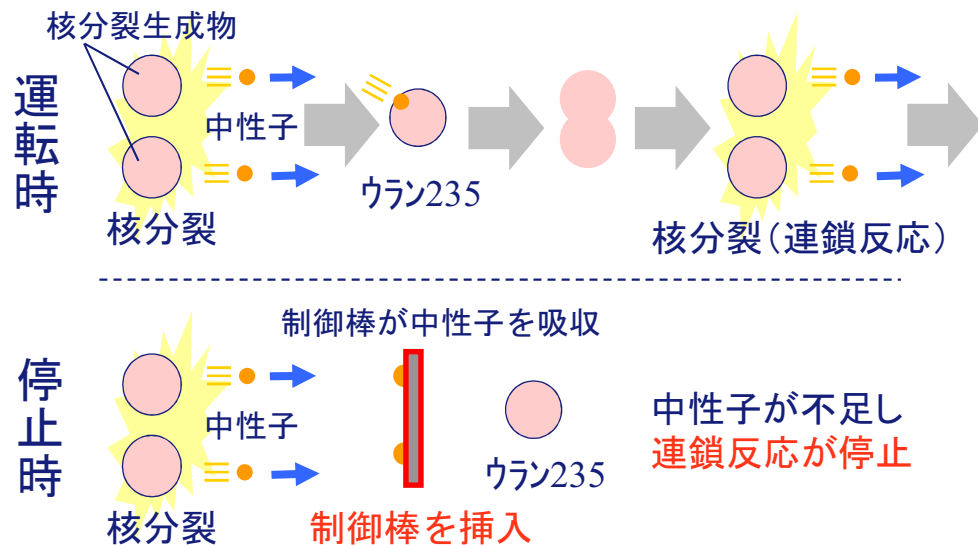 核分裂生成物
運転時
中性子
ウラン235
核分裂
核分裂（連鎖反応）
制御棒が中性子を吸収
停止時
中性子
中性子が不足し
連鎖反応が停止
ウラン235
核分裂
制御棒を挿入